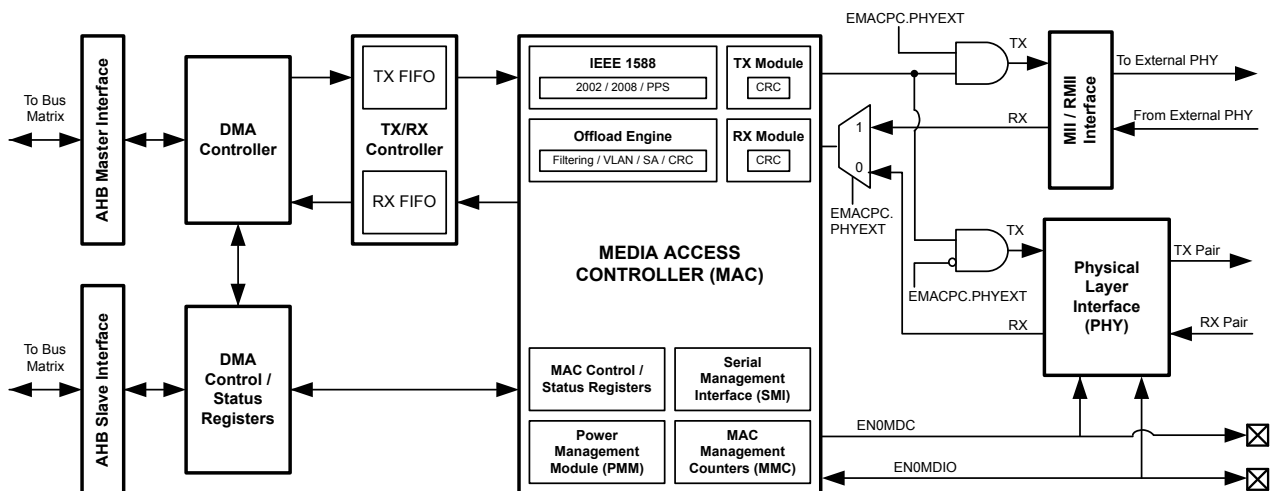 EMACPC.PHYEXT
To Bus
Matrix
AHB Master Interface
DMA
Controller
TX FIFO
TX/RX
Controller
RX FIFO
IEEE 1588
2002 / 2008 / PPS
TX Module
CRC
Offload Engine
Filtering / VLAN / SA / CRC
RX Module
CRC
MEDIA ACCESS
CONTROLLER (MAC)
TX
RX
1
0
EMACPC.
PHYEXT
MII / RMII
Interface
To External PHY
From External PHY
TX
EMACPC.PHYEXT
RX
Physical
Layer
Interface
(PHY)
TX Pair
RX Pair
To Bus
Matrix
AHB Slave Interface
DMA
Control /
Status
Registers
MAC Control /
Status Registers
Serial
Management
Interface (SMI)
Power
Management
Module (PMM)
MAC
Management
Counters (MMC)
EN0MDC
EN0MDIO